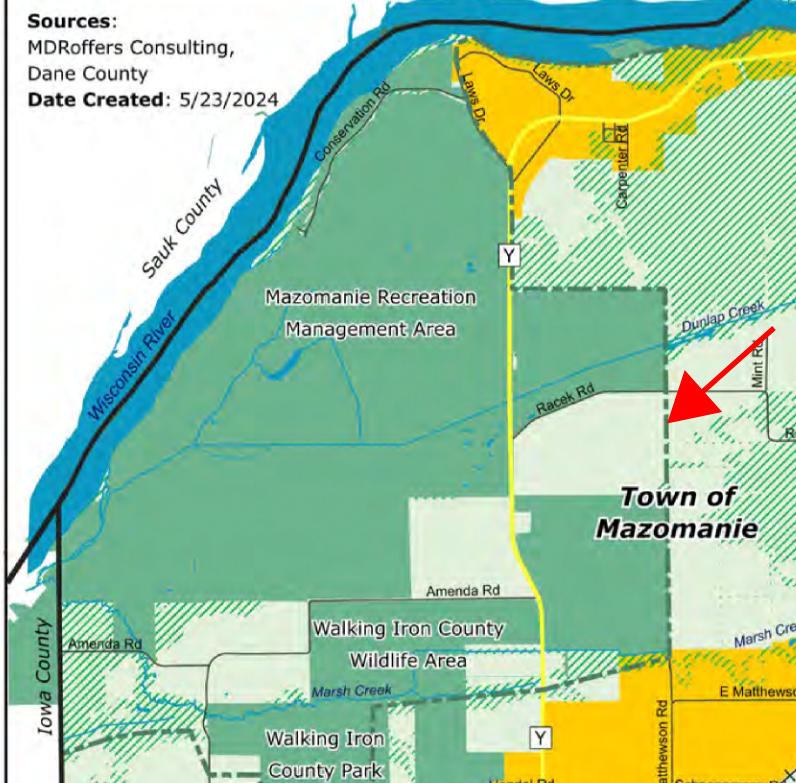 Sources:
MDRoffers Consulting,
Dane County
Date Created: 5/23/2024
Laws Dr
Laws Dr
Conservation Rd
Carpenter Rd
Sauk County
Y
Mazomanie Recreation
Management Area
Dunlap Creek
Wisconsin River
Mint Rd
Racek Rd
R
Town of
Mazomanie
Amenda Rd
Walking Iron County
Wildlife Area
Amenda Rd
Marsh Cre
Iowa County
Marsh Creek
E Matthewso
Walking Iron
County Park
Y
atthewson Rd